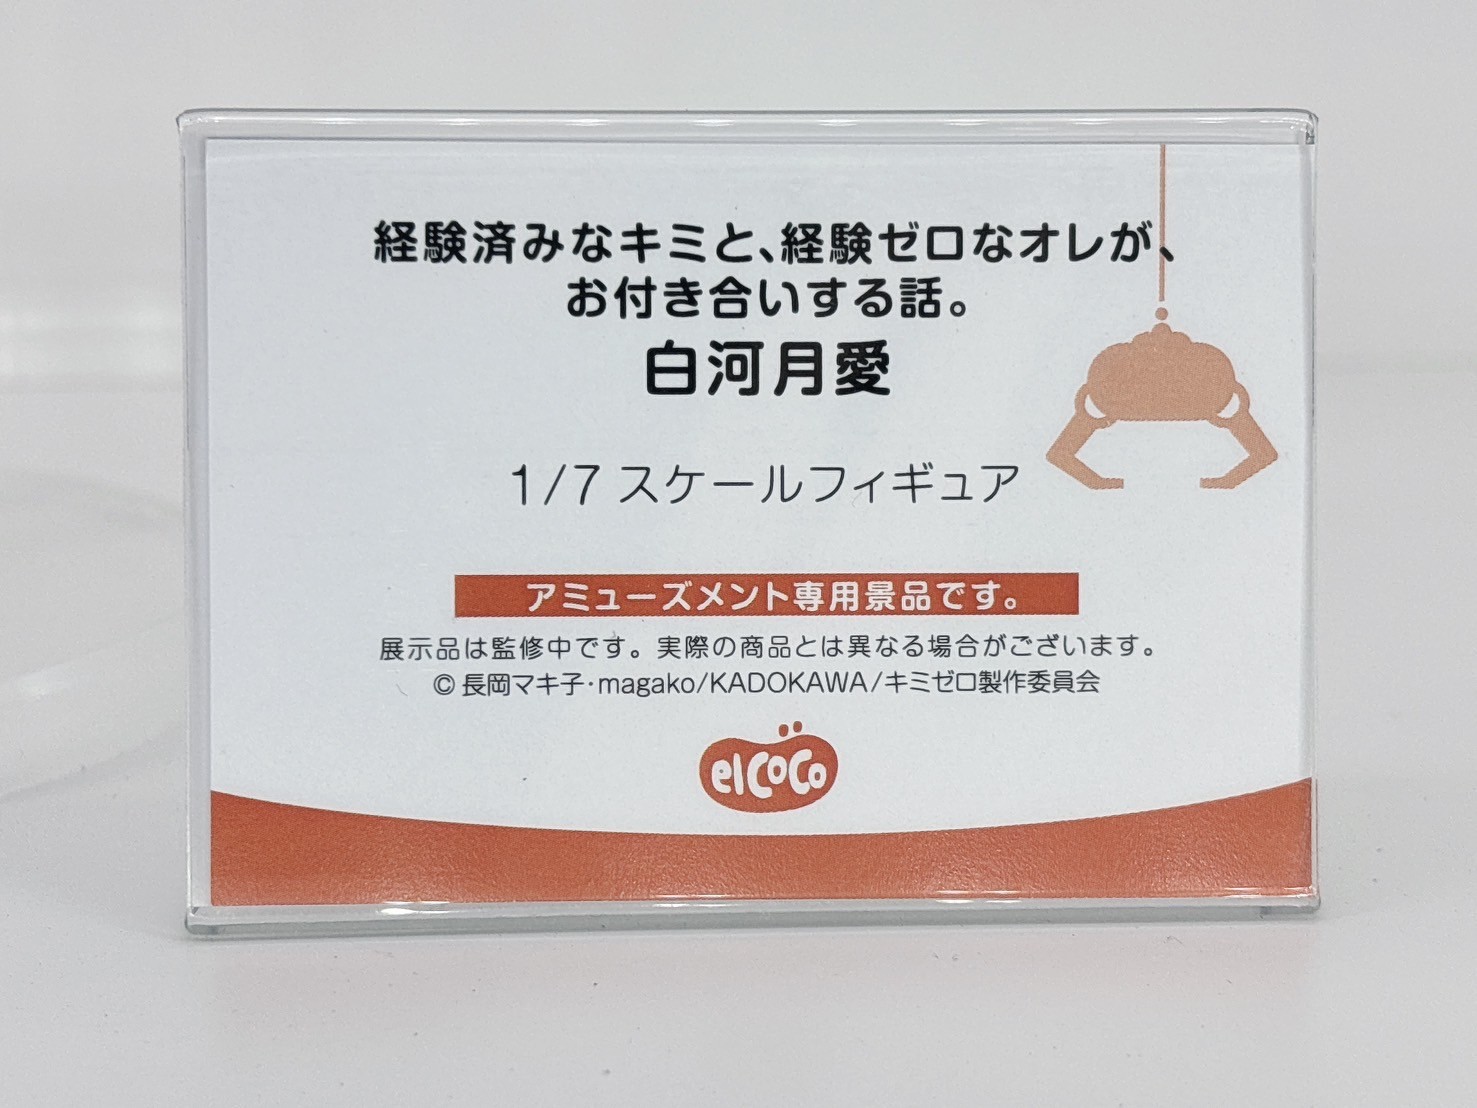 経験済みなキミと、経験ゼロなオレが、
お付き合いする話。
白河月愛
1/7 スケールフィギュア
アミューズメント専用景品です。
展示品は監修中です。実際の商品とは異なる場合がございます。
© 長岡マキ子・magako/KADOKAWA/キミゼロ製作委員会
elcoco